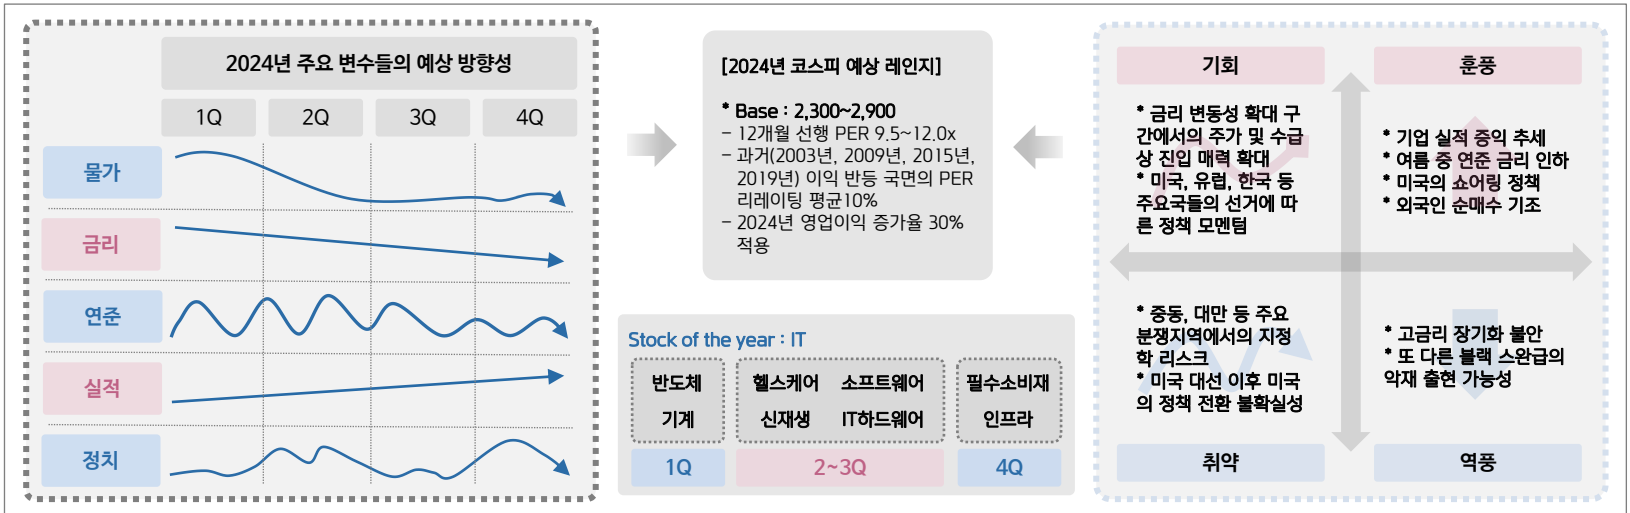 2024년 주요 변수들의 예상 방향성
1Q 2Q 3Q 4Q
물가
금리
연준
실적
정치
[2024년 코스피 예상 레인지]
* Base : 2,300~2,900
- 12개월 선행 PER 9.5~12.0x
- 과거(2003년, 2009년, 2015년,
2019년) 이익 반등 국면의 PER
리레이팅 평균10%
- 2024년 영업이익 증가율 30%
적용
Stock of the year : IT
반도체
기계
헬스케어 소프트웨어
신재생 IT하드웨어
필수소비재
인프라
1Q
2~3Q
4Q
기회
* 금리 변동성 확대 구
간에서의 주가 및 수급
상 진입 매력 확대
* 미국, 유럽, 한국 등
주요국들의 선거에 따
른 정책 모멘텀
훈풍
* 기업 실적 증익 추세
* 여름 중 연준 금리 인하
* 미국의 쇼어링 정책
* 외국인 순매수 기조
* 중동, 대만 등 주요
분쟁지역에서의 지정
학 리스크
* 미국 대선 이후 미국
의 정책 전환 불확실성
취약
* 고금리 장기화 불안
* 또 다른 블랙 스완급의
악재 출현 가능성
역풍